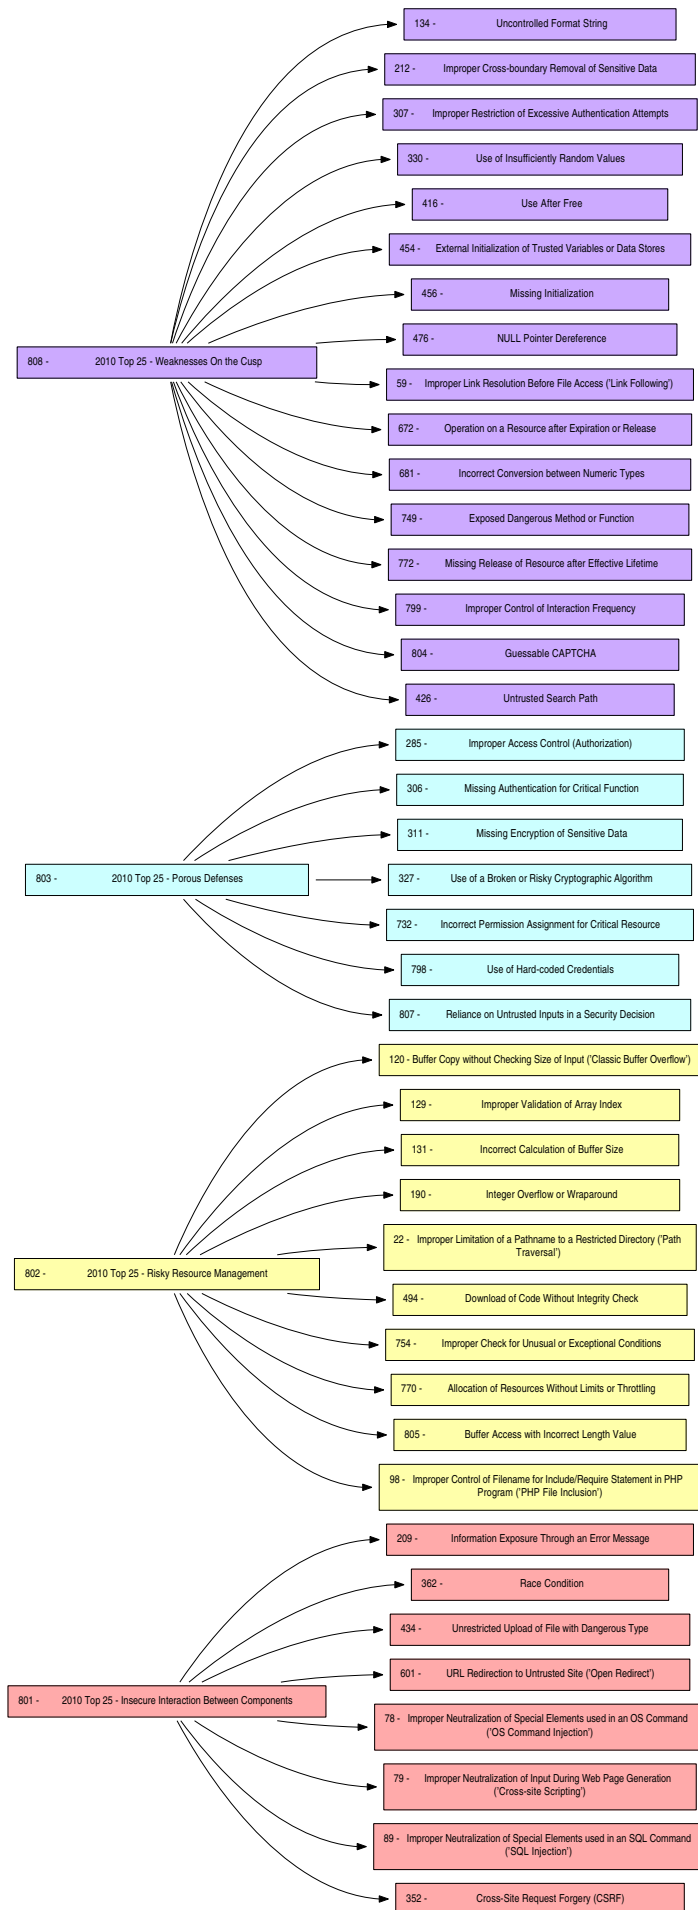 134 - Uncontrolled Format String
212 - Improper Cross-boundary Removal of Sensitive Data
307 - Improper Restriction of Excessive Authentication Attempts
330 - Use of Insufficiently Random Values
416 - Use After Free
454 - External Initialization of Trusted Variables or Data Stores
456 - Missing Initialization
476 - NULL Pointer Dereference
808 - 2010 Top 25 - Weaknesses On the Cusp
59 - Improper Link Resolution Before File Access ('Link Following')
672 - Operation on a Resource after Expiration or Release
681 - Incorrect Conversion between Numeric Types
749 - Exposed Dangerous Method or Function
772 - Missing Release of Resource after Effective Lifetime
799 - Improper Control of Interaction Frequency
804 - Guessable CAPTCHA
426 - Untrusted Search Path
285 - Improper Access Control (Authorization)
306 - Missing Authentication for Critical Function
311 - Missing Encryption of Sensitive Data
803 - 2010 Top 25 - Porous Defenses
327 - Use of a Broken or Risky Cryptographic Algorithm
732 - Incorrect Permission Assignment for Critical Resource
798 - Use of Hard-coded Credentials
807 - Reliance on Untrusted Inputs in a Security Decision
120 - Buffer Copy without Checking Size of Input ('Classic Buffer Overflow')
129 - Improper Validation of Array Index
131 - Incorrect Calculation of Buffer Size
190 - Integer Overflow or Wraparound
22 - Improper Limitation of a Pathname to a Restricted Directory ('Path
Traversal')
802 - 2010 Top 25 - Risky Resource Management
494 - Download of Code Without Integrity Check
754 - Improper Check for Unusual or Exceptional Conditions
770 - Allocation of Resources Without Limits or Throttling
805 - Buffer Access with Incorrect Length Value
98 - Improper Control of Filename for Include/Require Statement in PHP
Program ('PHP File Inclusion')
209 - Information Exposure Through an Error Message
362 - Race Condition
434 - Unrestricted Upload of File with Dangerous Type
601 - URL Redirection to Untrusted Site ('Open Redirect')
801 - 2010 Top 25 - Insecure Interaction Between Components
78 - Improper Neutralization of Special Elements used in an OS Command
('OS Command Injection')
79 - Improper Neutralization of Input During Web Page Generation
('Cross-site Scripting')
89 - Improper Neutralization of Special Elements used in an SQL Command
('SQL Injection')
352 - Cross-Site Request Forgery (CSRF)